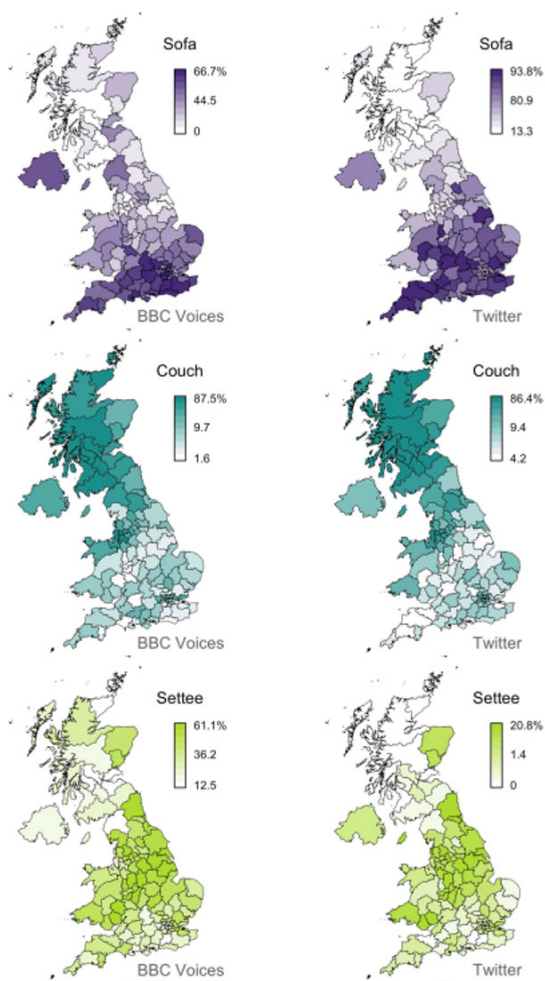 Sofa
66.7%
44.5
0
BBC Voices
Sofa
93.8%
80.9
13.3
Twitter
Couch
87.5%
9.7
1.6
BBC Voices
Couch
86.4%
9.4
4.2
Twitter
Settee
61.1%
36.2
12.5
BBC Voices
Settee
20.8%
1.4
0
Twitter